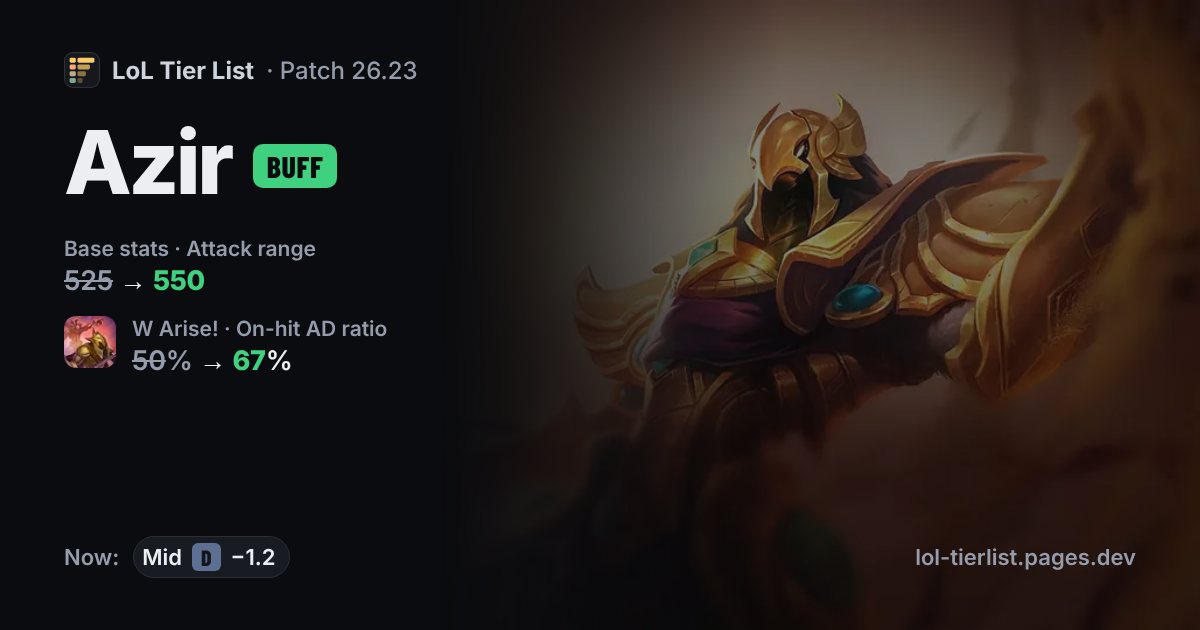 LoL Tier List · Patch 26.23
Azir BUFF
Base stats · Attack range
525 → 550
W Arise! · On-hit AD ratio
50% → 67%
Now: Mid D −1.2
lol-tierlist.pages.dev